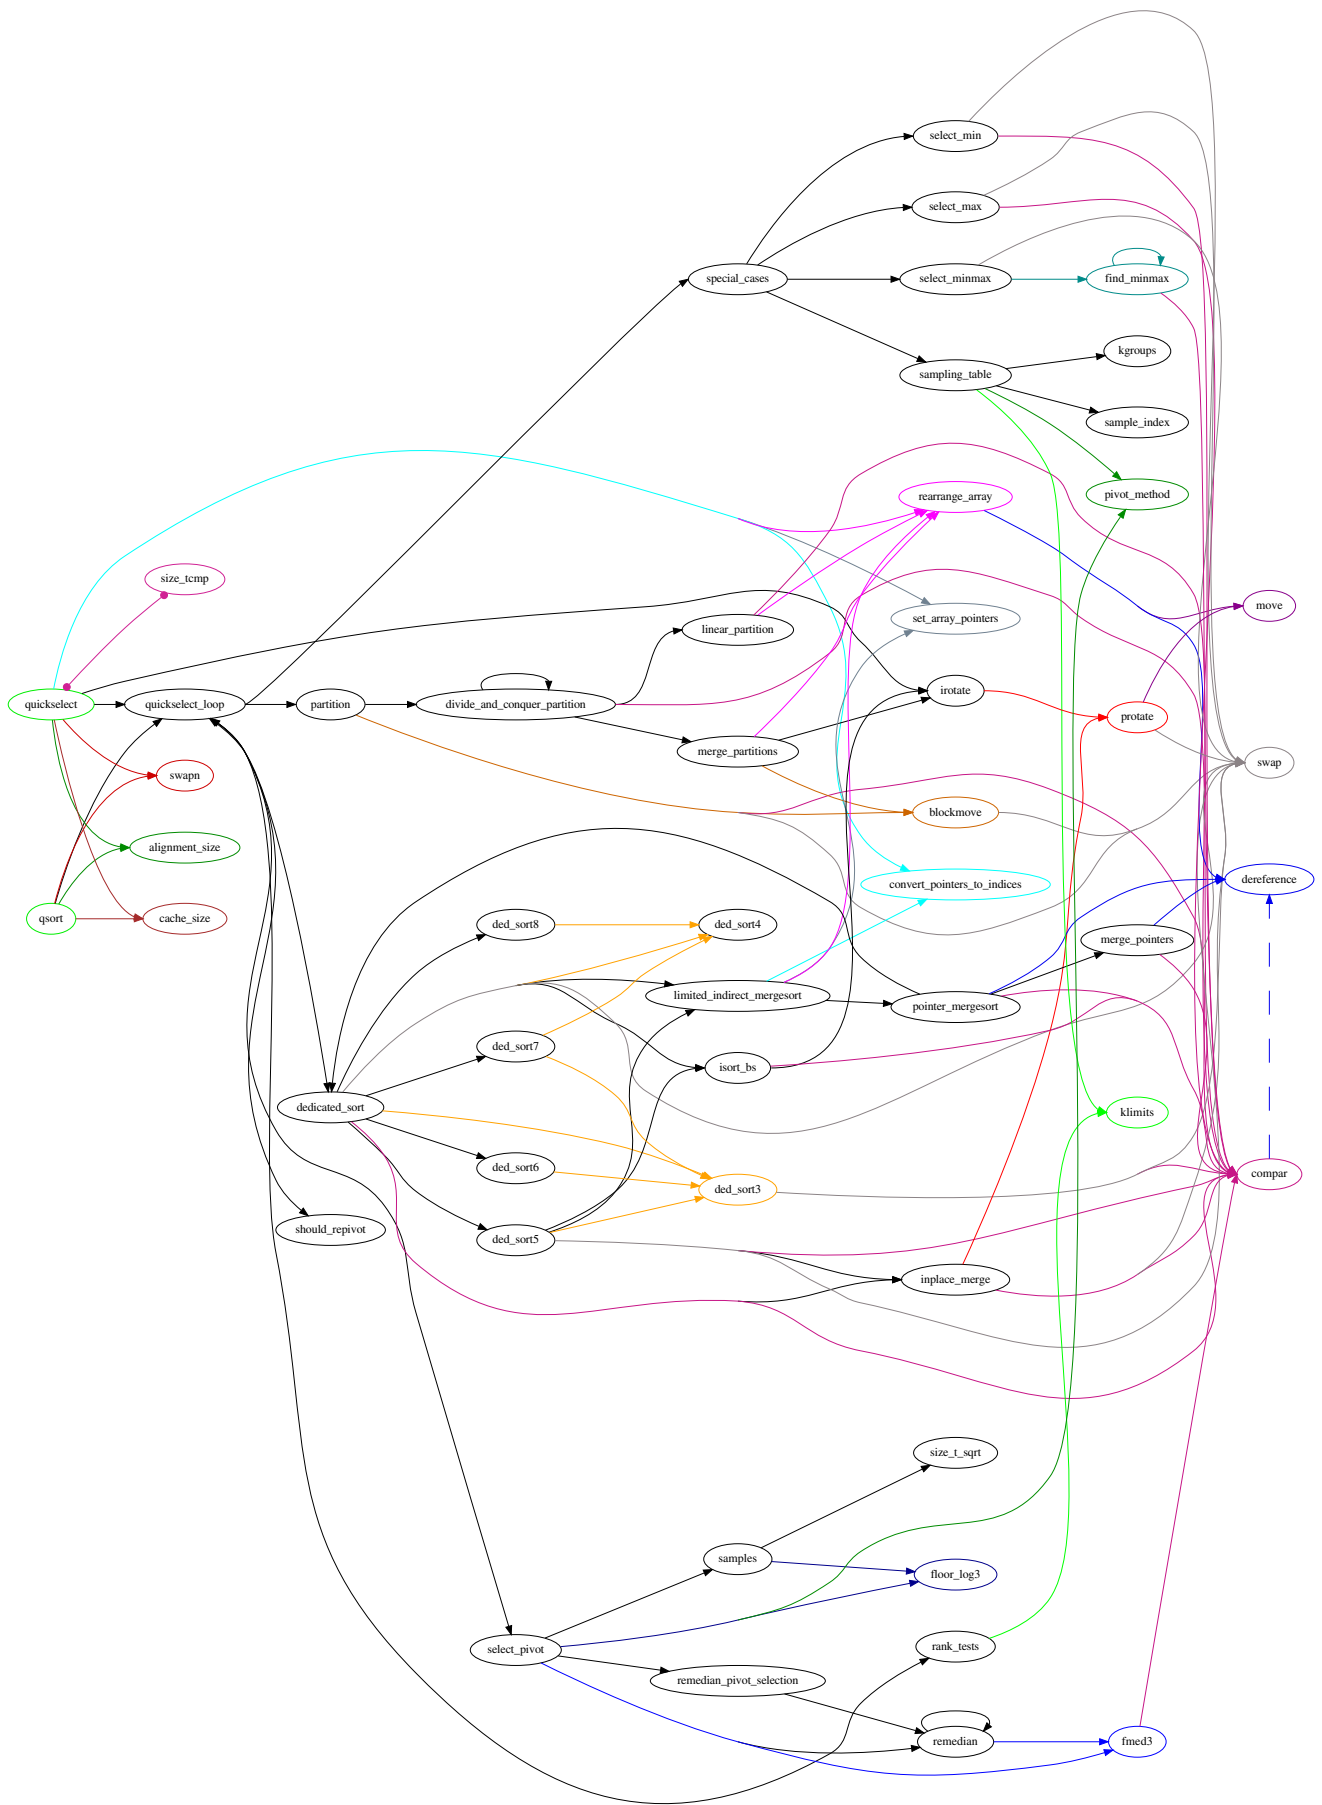 select_min
select_max
special_cases
select_minmax
find_minmax
kgroups
sampling_table
sample_index
pivot_method
rearrange_array
size_tcmp
move
set_array_pointers
linear_partition
irotate
quickselect
quickselect_loop
partition
divide_and_conquer_partition
protate
merge_partitions
swap
swapn
blockmove
alignment_size
convert_pointers_to_indices
dereference
qsort
cache_size
ded_sort8
ded_sort4
merge_pointers
limited_indirect_mergesort
pointer_mergesort
ded_sort7
isort_bs
dedicated_sort
klimits
ded_sort6
compar
ded_sort3
should_repivot
ded_sort5
inplace_merge
size_t_sqrt
samples
floor_log3
select_pivot
rank_tests
remedian_pivot_selection
remedian
fmed3